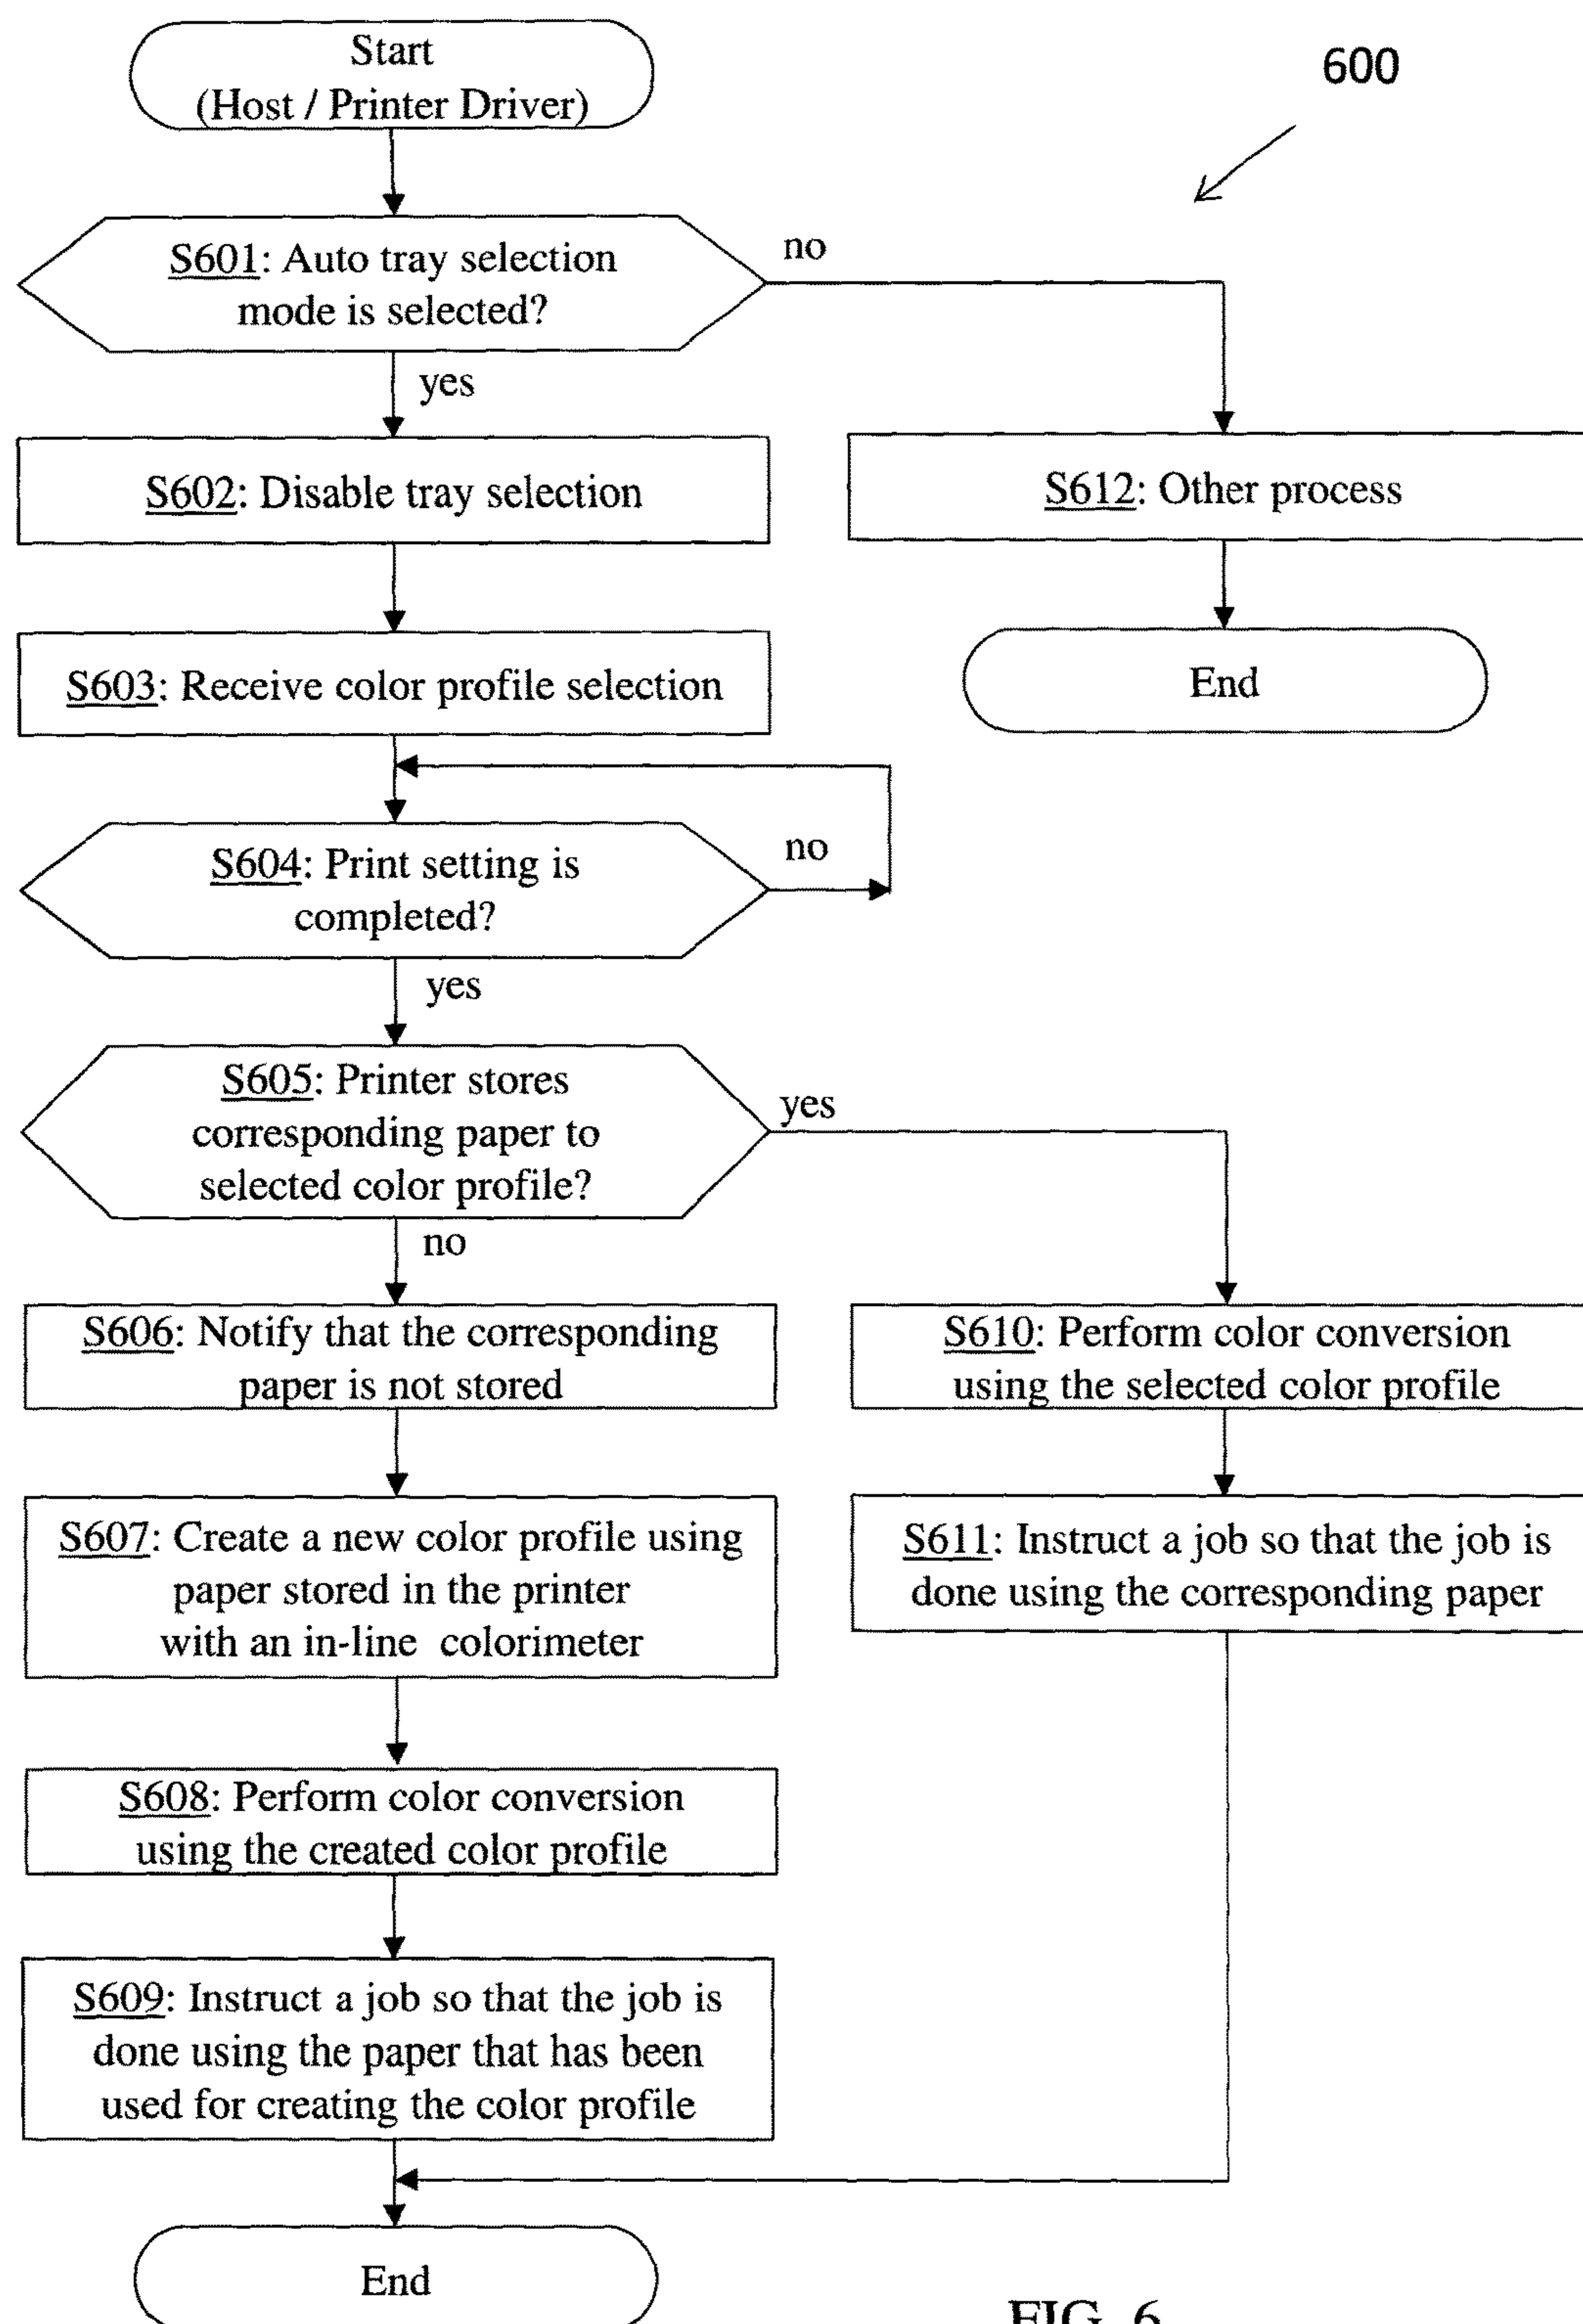 Start
(Host / Printer Driver)
600
S601: Auto tray selection
mode is selected?
no
yes
S602: Disable tray selection
S612: Other process
S603: Receive color profile selection
End
S604: Print setting is
completed?
no
yes
S605: Printer stores
corresponding paper to
selected color profile?
yes
no
S606: Notify that the corresponding
paper is not stored
S610: Perform color conversion
using the selected color profile
S607: Create a new color profile using
paper stored in the printer
with an in-line colorimeter
S611: Instruct a job so that the job is
done using the corresponding paper
S608: Perform color conversion
using the created color profile
S609: Instruct a job so that the job is
done using the paper that has been
used for creating the color profile
End
FIG. 6